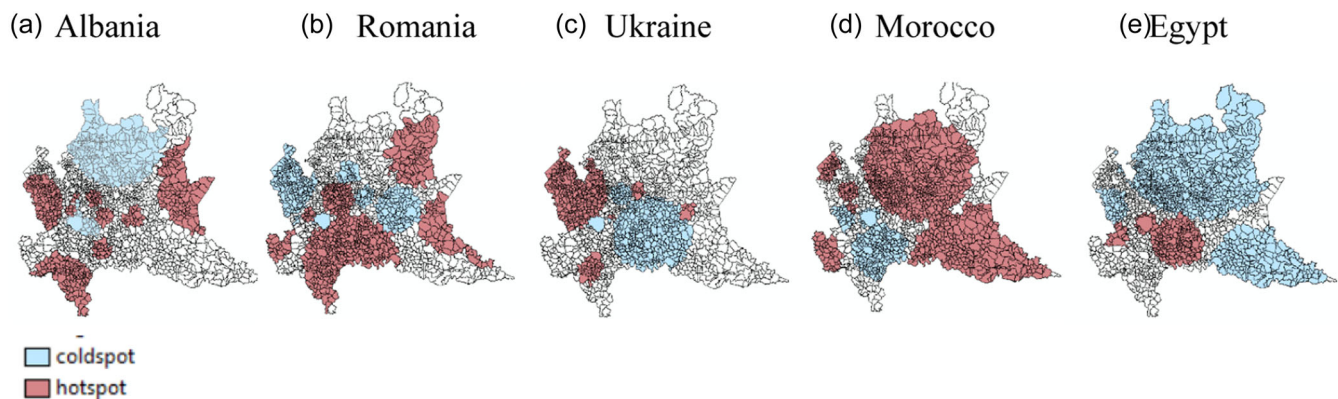 (a) Albania
(b) Romania
(c) Ukraine
(d) Morocco
(e)Egypt
coldspot
hotspot